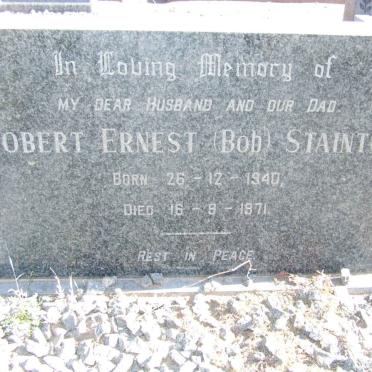 In Loving Memory of
MY DEAR HUSBAND AND OUR DAD
OBERT ERNEST (Bob) STAINT
BORN 26-12-1940,
DIED 16-8-1971.
REST IN PEACE